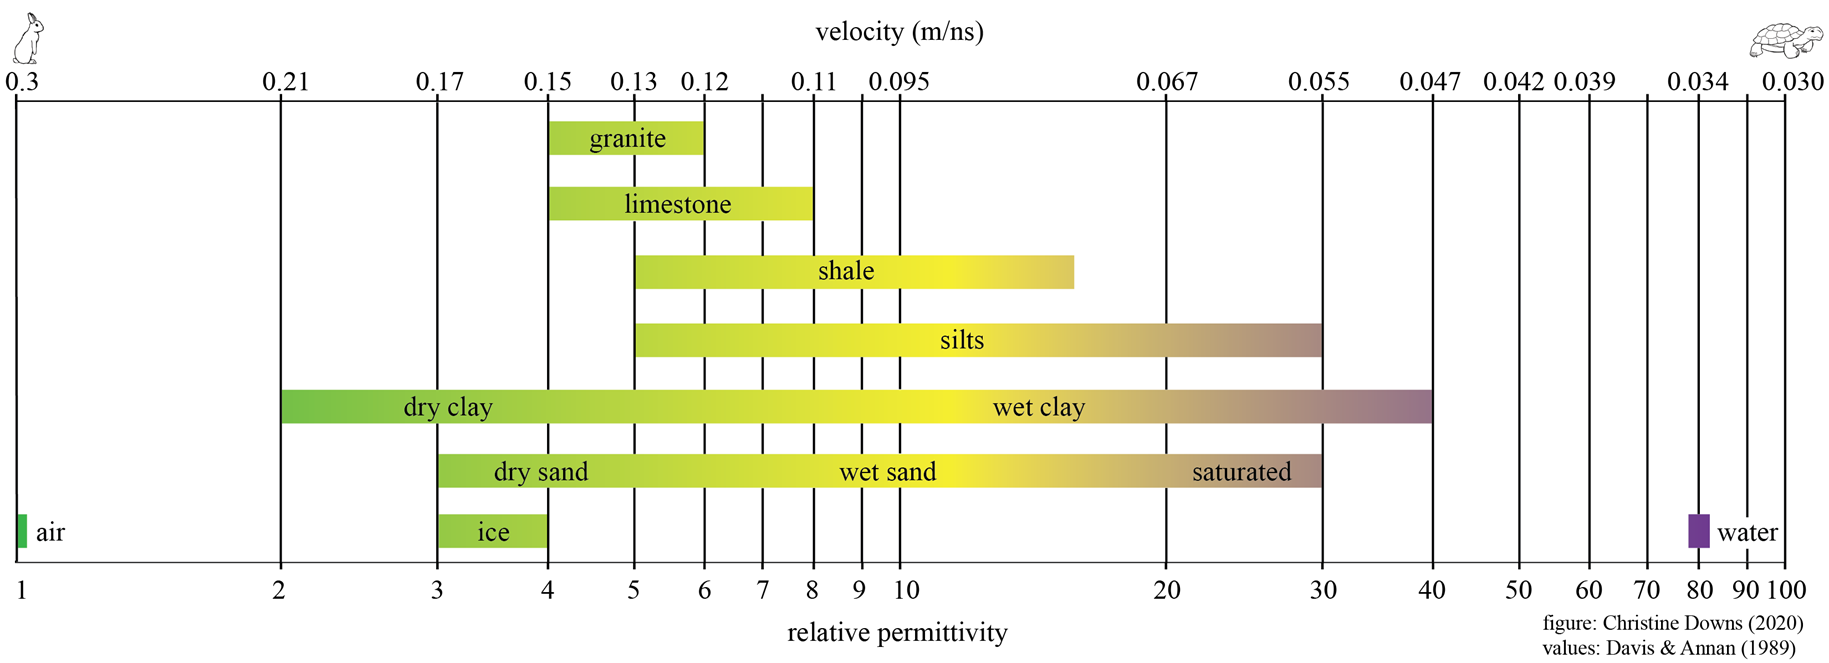 velocity (m/ns)
0.3 0.21 0.17 0.15 0.13 0.12 0.11 0.095 0.067 0.055 0.047 0.042 0.039 0.034 0.030
granite
limestone
shale
silts
dry clay wet clay
dry sand wet sand saturated
air ice water
1 2 3 4 5 6 7 8 9 10 20 30 40 50 60 70 80 90 100
relative permittivity
figure: Christine Downs (2020)
values: Davis & Annan (1989)